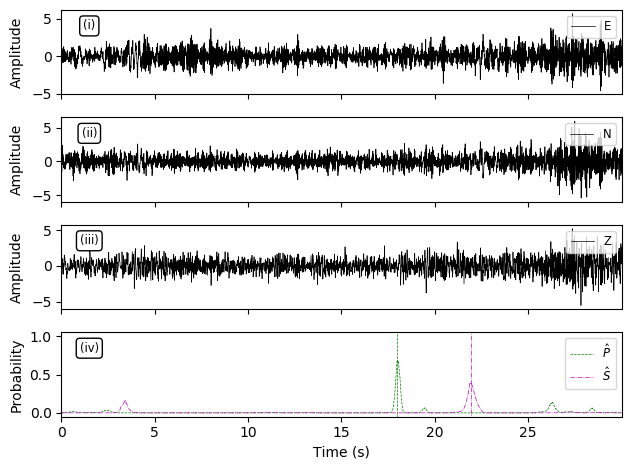 (i)
E
5
0
−5
Amplitude
(ii)
N
5
0
−5
Amplitude
(iii)
Z
5
0
−5
Amplitude
(iv)
P̂
Ŝ
1.0
0.5
0.0
Probability
0 5 10 15 20 25
Time (s)